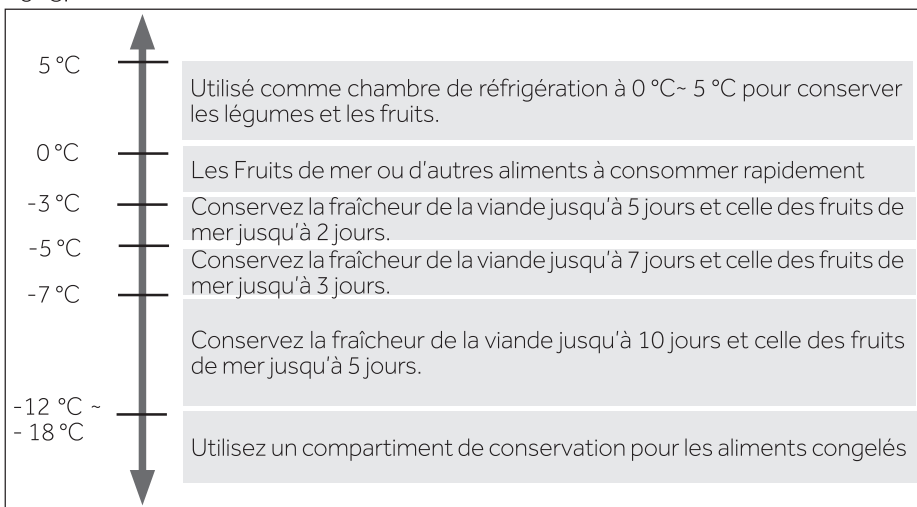 5 °C
Utilisé comme chambre de réfrigération à 0 °C~ 5 °C pour conserver
les légumes et les fruits.
0 °C
Les Fruits de mer ou d'autres aliments à consommer rapidement
-3 °C
Conservez la fraîcheur de la viande jusqu'à 5 jours et celle des fruits de
mer jusqu'à 2 jours.
-5 °C
Conservez la fraîcheur de la viande jusqu'à 7 jours et celle des fruits de
mer jusqu'à 3 jours.
-7 °C
Conservez la fraîcheur de la viande jusqu'à 10 jours et celle des fruits
de mer jusqu'à 5 jours.
-12 °C ~
- 18 °C
Utilisez un compartiment de conservation pour les aliments congelés